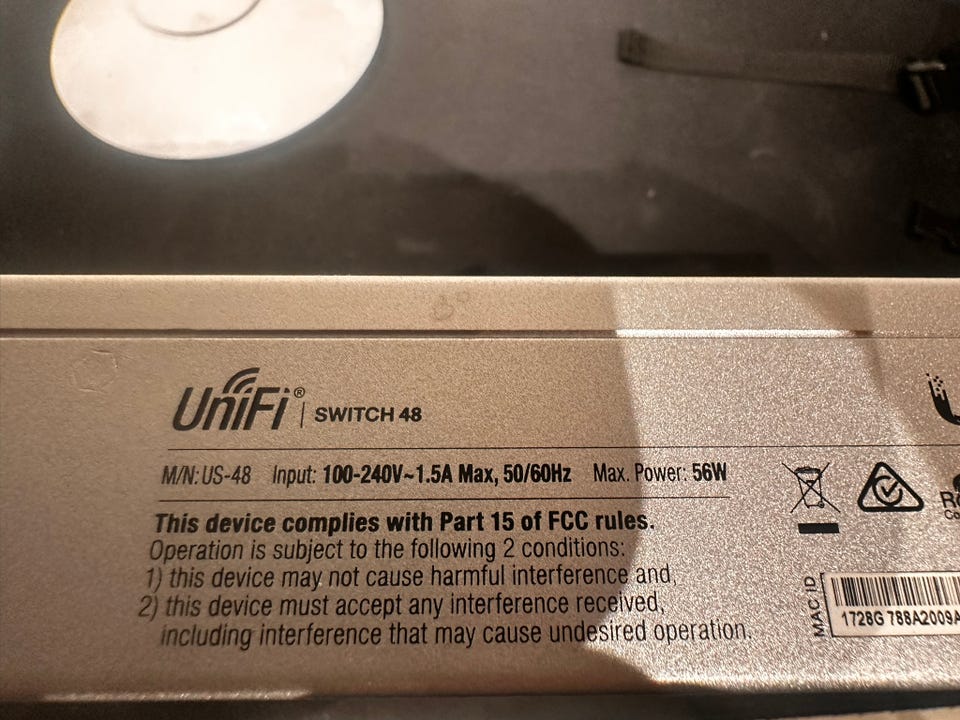 UniFi® | SWITCH 48
M/N: US-48 Input: 100-240V~1.5A Max, 50/60Hz Max. Power: 56W
This device complies with Part 15 of FCC rules.
Operation is subject to the following 2 conditions:
1) this device may not cause harmful interference and,
2) this device must accept any interference received,
including interference that may cause undesired operation.
MAC ID
1728G 788A2009A